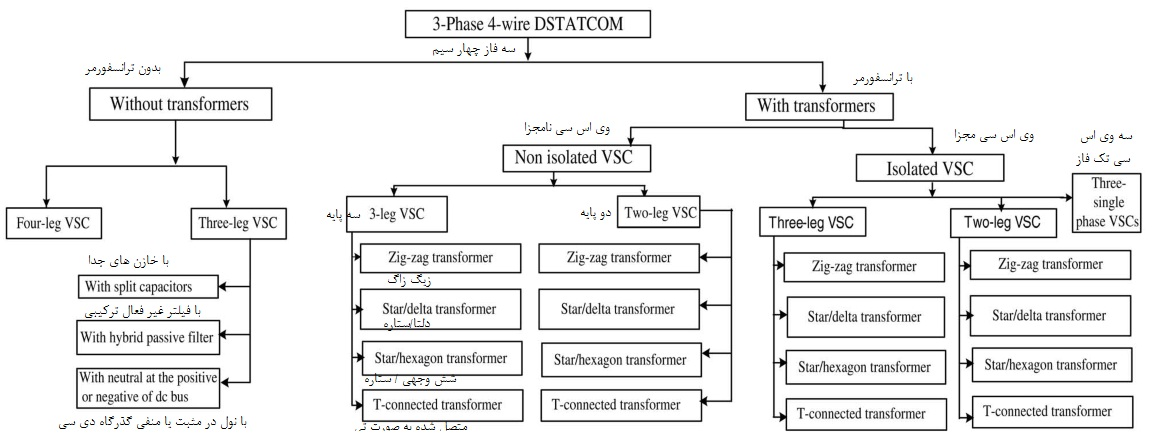 3-Phase 4-wire DSTATCOM
سه فاز چهار سیم
بدون ترانسفورمر
Without transformers
با ترانسفورمر
With transformers
وی اس سی نامجزا
Non isolated VSC
وی اس سی مجزا
Isolated VSC
سه وی اس
سی تک فاز
Three-
single
phase VSCs
Four-leg VSC
Three-leg VSC
با خازن های جدا
With split capacitors
با فیلتر غیر فعال ترکیبی
With hybrid passive filter
With neutral at the positive
or negative of dc bus
با نول در مثبت یا منفی گذرگاه دی سی
سه پایه
3-leg VSC
Zig-zag transformer
زیگ زاگ
Star/delta transformer
دلتا/ستاره
Star/hexagon transformer
شش وجهی / ستاره
T-connected transformer
متصل شده به صورت تی
دو پایه
Two-leg VSC
Zig-zag transformer
Star/delta transformer
Star/hexagon transformer
T-connected transformer
Three-leg VSC
Zig-zag transformer
Star/delta transformer
Star/hexagon transformer
T-connected transformer
Two-leg VSC
Zig-zag transformer
Star/delta transformer
Star/hexagon transformer
T-connected transformer